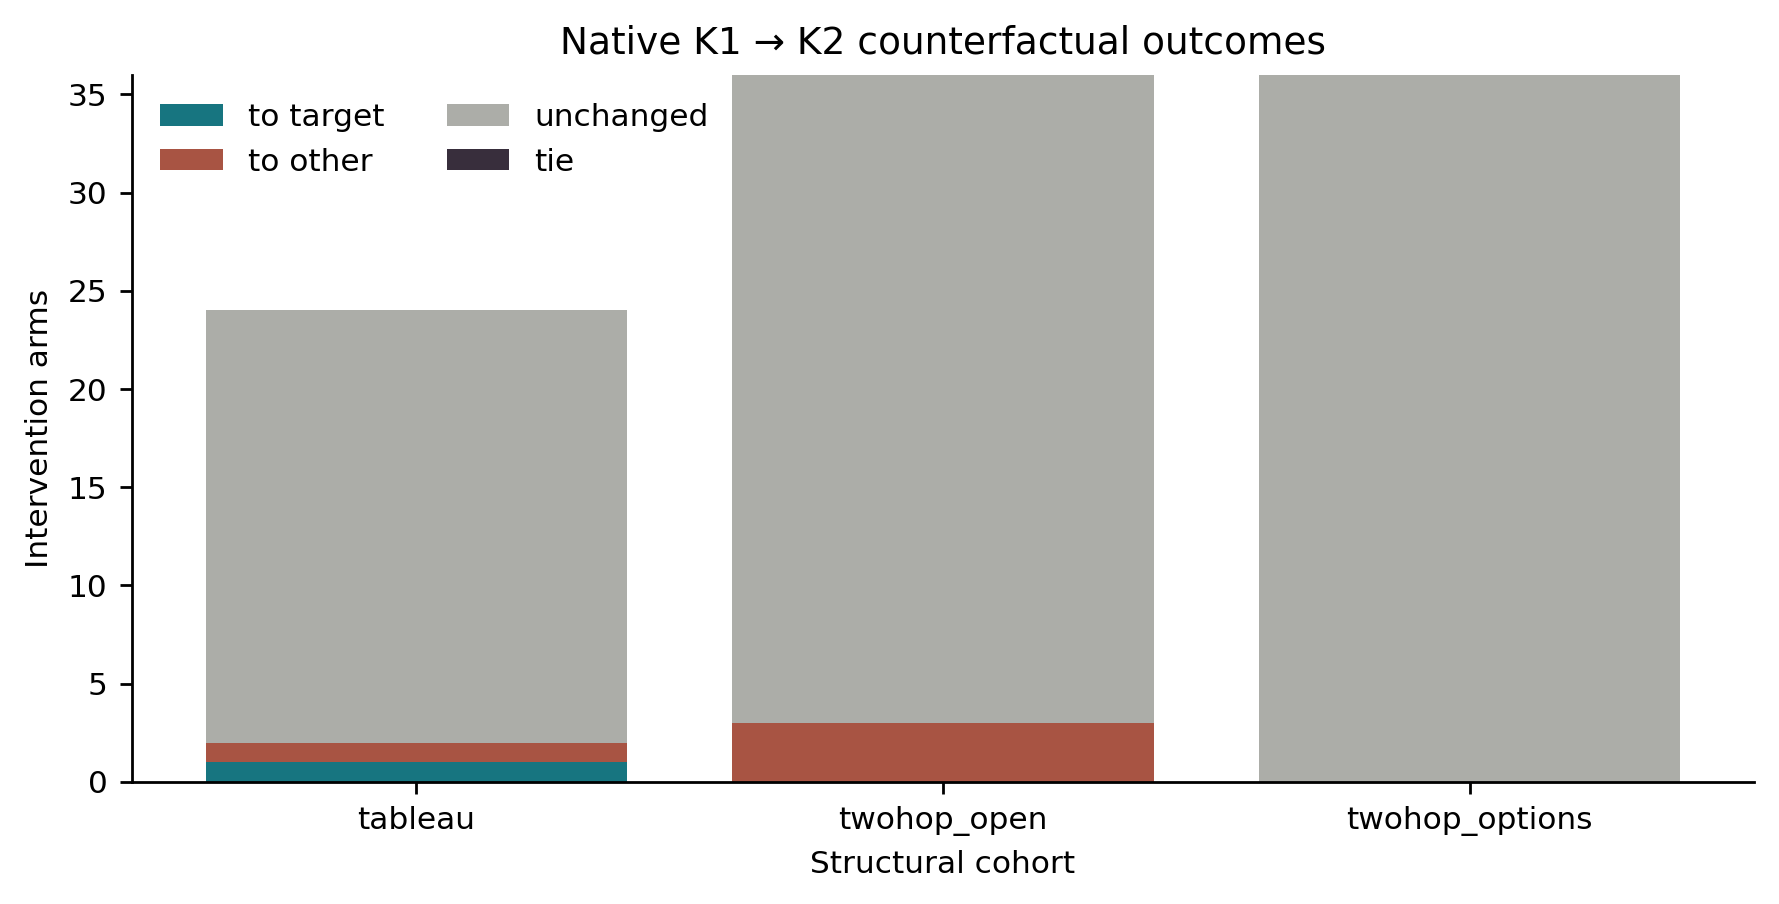 Native K1 → K2 counterfactual outcomes
to target
unchanged
to other
tie
35
30
25
20
15
10
5
0
Intervention arms
tableau
twohop_open
twohop_options
Structural cohort